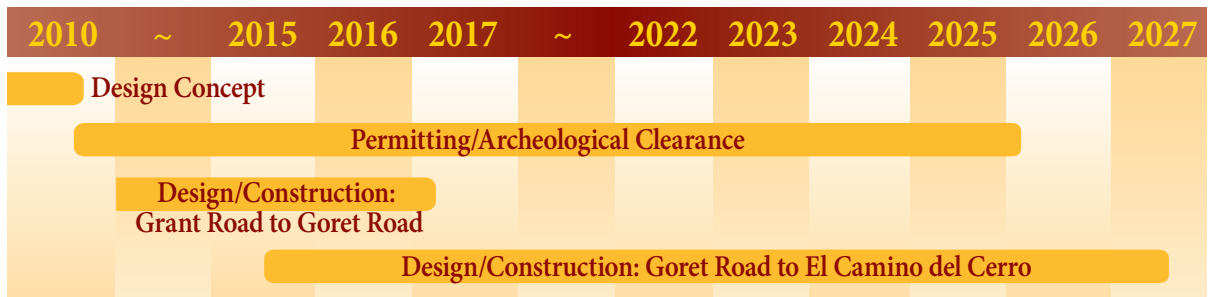 2010 ~ 2015 2016 2017 ~ 2022 2023 2024 2025 2026 2027
Design Concept
Permitting/Archeological Clearance
Design/Construction:
Grant Road to Goret Road
Design/Construction: Goret Road to El Camino del Cerro